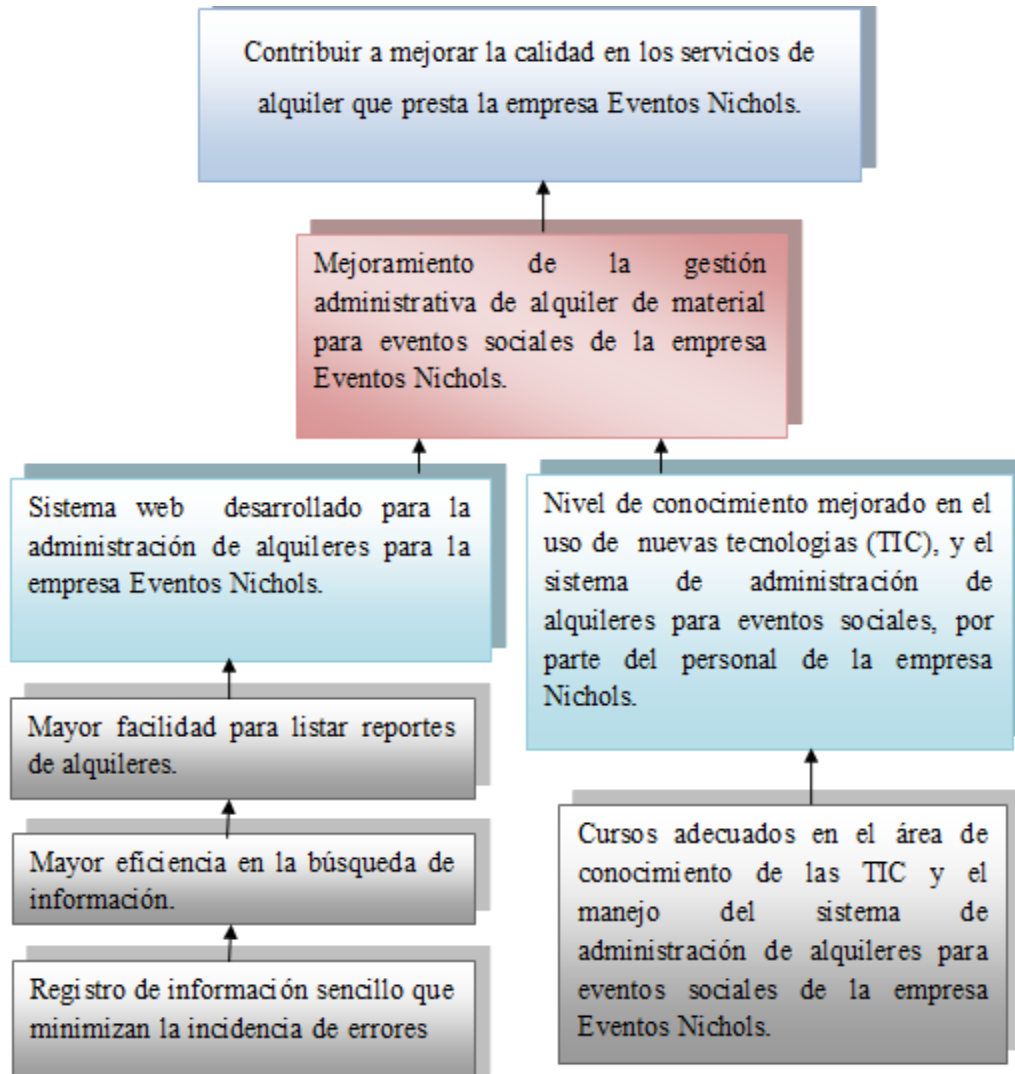 Contribuir a mejorar la calidad en los servicios de
alquiler que presta la empresa Eventos Nichols.
Mejoramiento de la gestión
administrativa de alquiler de material
para eventos sociales de la empresa
Eventos Nichols.
Sistema web desarrollado para la
administración de alquileres para la
empresa Eventos Nichols.
Mayor facilidad para listar reportes
de alquileres.
Mayor eficiencia en la búsqueda de
información.
Registro de información sencillo que
minimizan la incidencia de errores
Nivel de conocimiento mejorado en el
uso de nuevas tecnologías (TIC), y el
sistema de administración de
alquileres para eventos sociales, por
parte del personal de la empresa
Nichols.
Cursos adecuados en el área de
conocimiento de las TIC y el
manejo del sistema de
administración de alquileres para
eventos sociales de la empresa
Eventos Nichols.